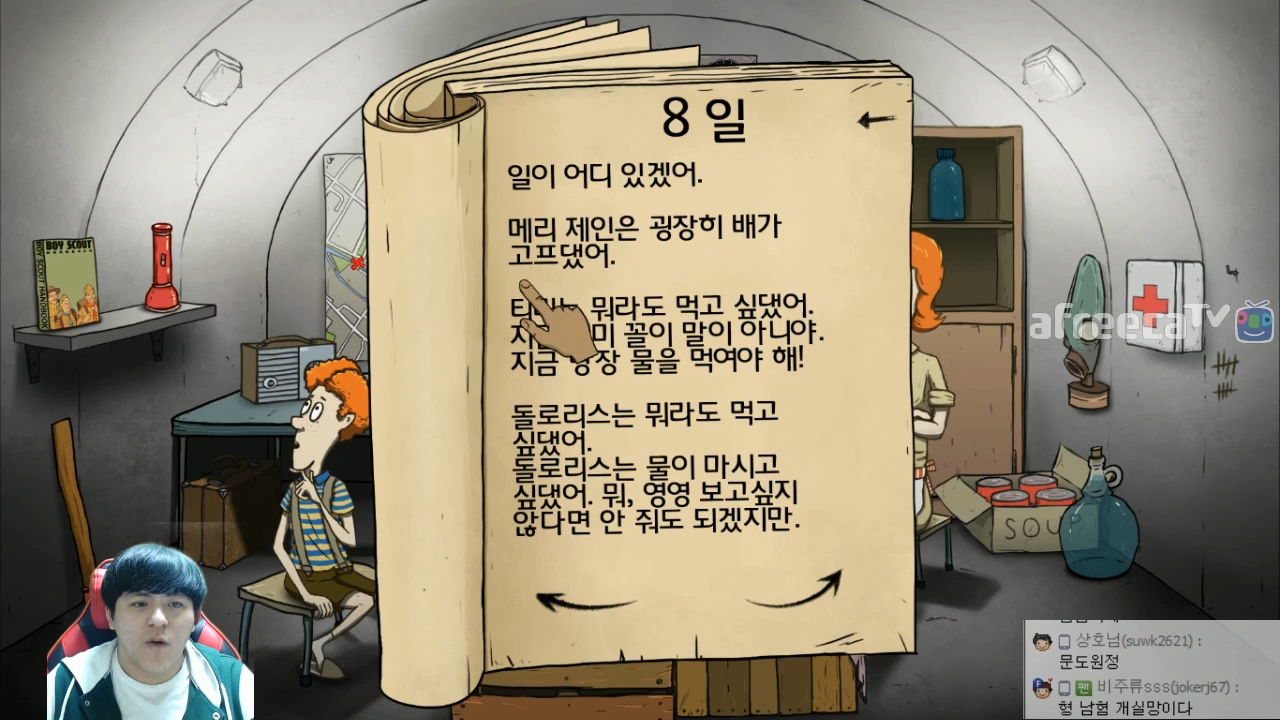 8 일
일이 어디 있겠어.
메리 제인은 굉장히 배가
고프댔어.
뭐라도 먹고 싶댔어.
꼴이 말이 아니야.
지금 물을 먹여야 해!
돌로리스는 뭐라도 먹고
싶댔어.
돌로리스는 물이 마시고
싶댔어. 뭐, 영영 보고싶지
않다면 안 줘도 되겠지만.
BOY SCOUT
BOY SCOUT HANDBOOK
afreecaTV
SOU
상호님(suwk2621) :
문도원정
팬 비주류sss(jokerj67) :
형 남혐 개실망이다